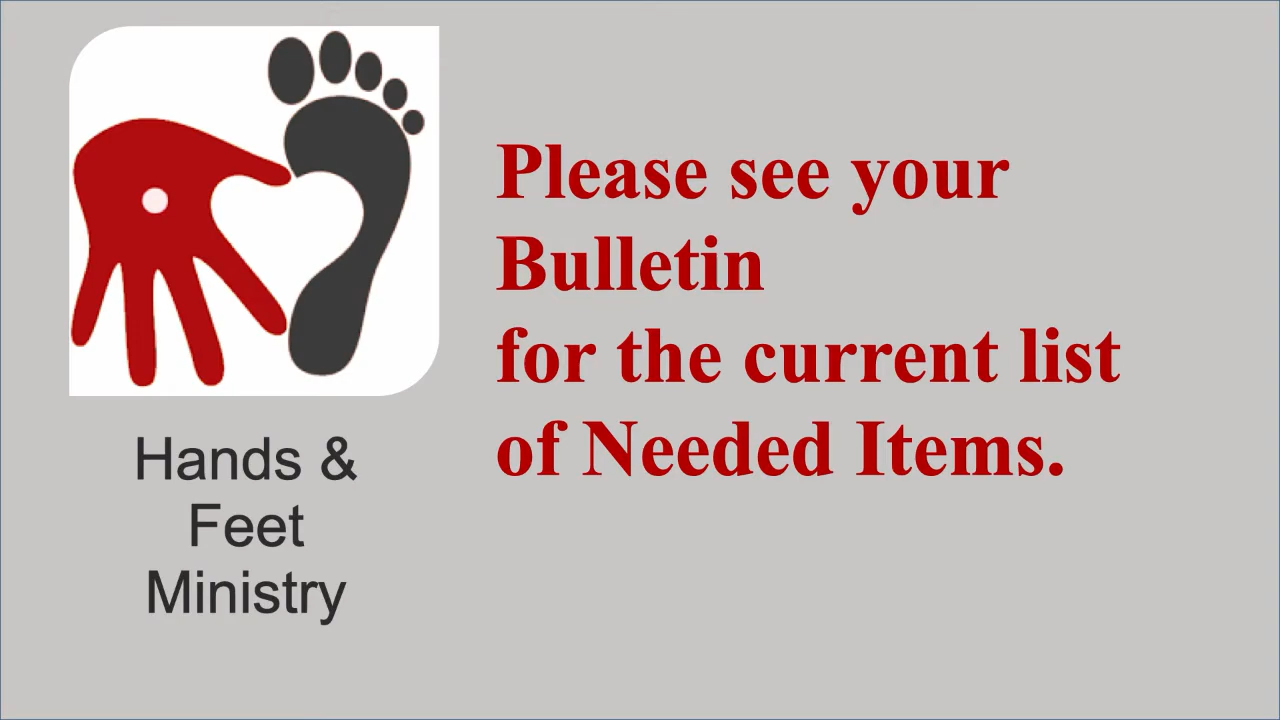 Please see your
Bulletin
for the current list
of Needed Items.
Hands &
Feet
Ministry